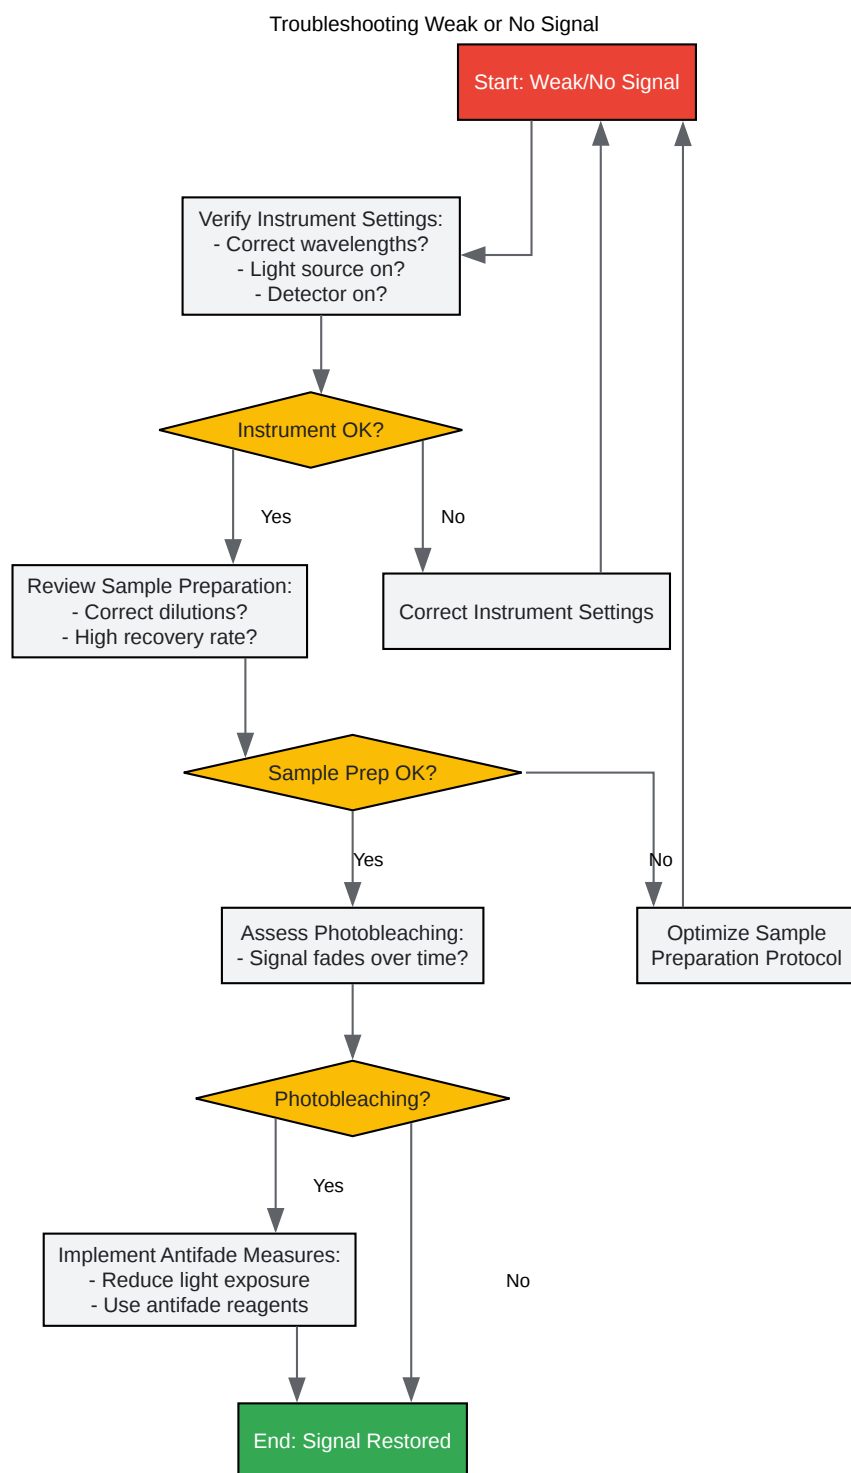 Troubleshooting Weak or No Signal
Start: Weak/No Signal
Verify Instrument Settings:
- Correct wavelengths?
- Light source on?
- Detector on?
Instrument OK?
Yes
No
Review Sample Preparation:
- Correct dilutions?
- High recovery rate?
Correct Instrument Settings
Sample Prep OK?
Yes
No
Assess Photobleaching:
- Signal fades over time?
Optimize Sample
Preparation Protocol
Photobleaching?
Yes
Implement Antifade Measures:
- Reduce light exposure
- Use antifade reagents
No
End: Signal Restored